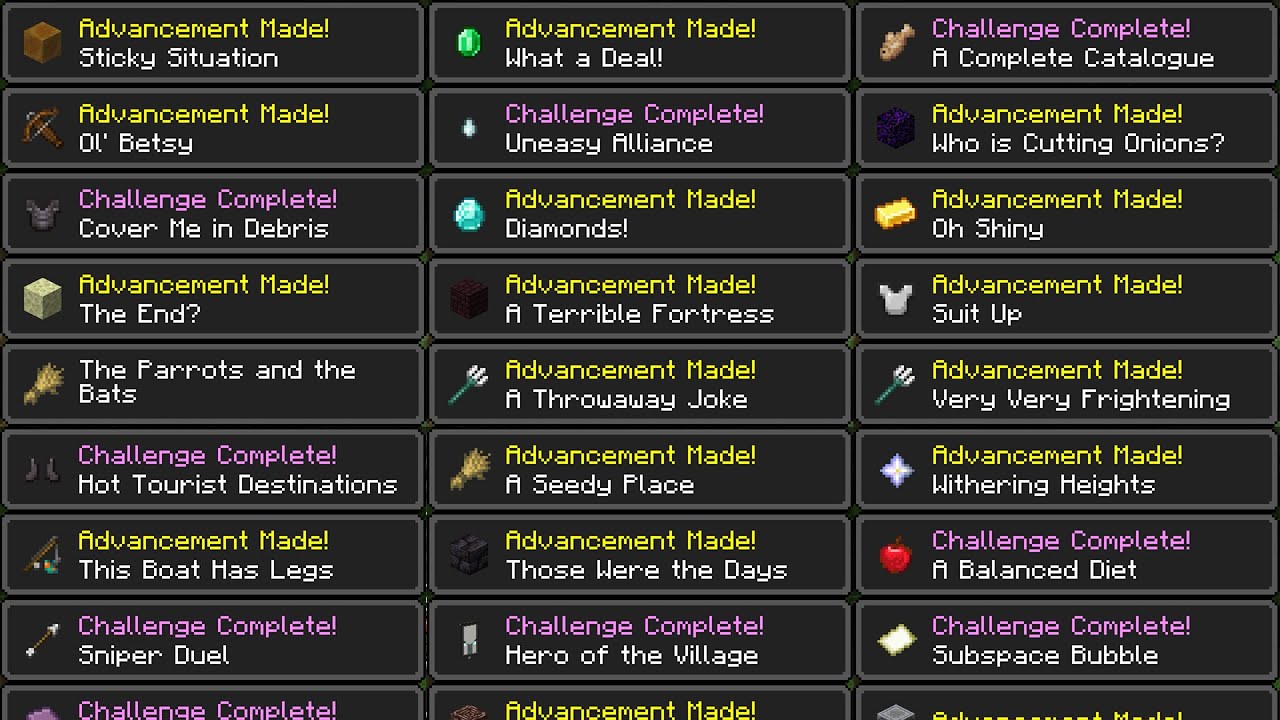 Advancement Made!
Sticky Situation
Advancement Made!
What a Deal!
Challenge Complete!
A Complete Catalogue
Advancement Made!
Ol' Betsy
Challenge Complete!
Uneasy Alliance
Advancement Made!
Who is Cutting Onions?
Challenge Complete!
Cover Me in Debris
Advancement Made!
Diamonds!
Advancement Made!
Oh Shiny
Advancement Made!
The End?
Advancement Made!
A Terrible Fortress
Advancement Made!
Suit Up
The Parrots and the
Bats
Advancement Made!
A Throwaway Joke
Advancement Made!
Very Very Frightening
Challenge Complete!
Hot Tourist Destinations
Advancement Made!
A Seedy Place
Advancement Made!
Withering Heights
Advancement Made!
This Boat Has Legs
Advancement Made!
Those Were the Days
Challenge Complete!
A Balanced Diet
Challenge Complete!
Sniper Duel
Challenge Complete!
Hero of the Village
Challenge Complete!
Subspace Bubble
Challenge Complete!
Advancement Made!
Advancement Made!